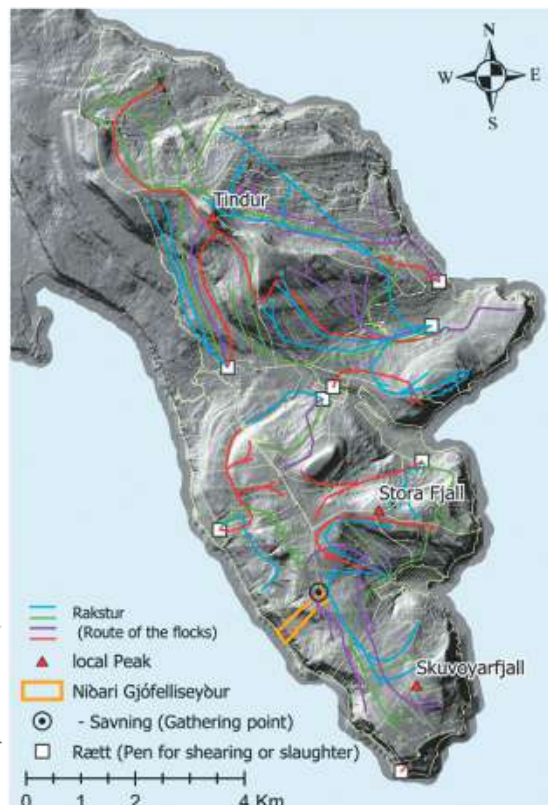 N
W E
S
Tindur
Stora Fjall
Skuvoyarfjall
Rakstur
(Route of the flocks)
local Peak
Niðari Gjófelliseyður
- Savning (Gathering point)
Rætt (Pen for shearing or slaughter)
0 1 2 4 Km